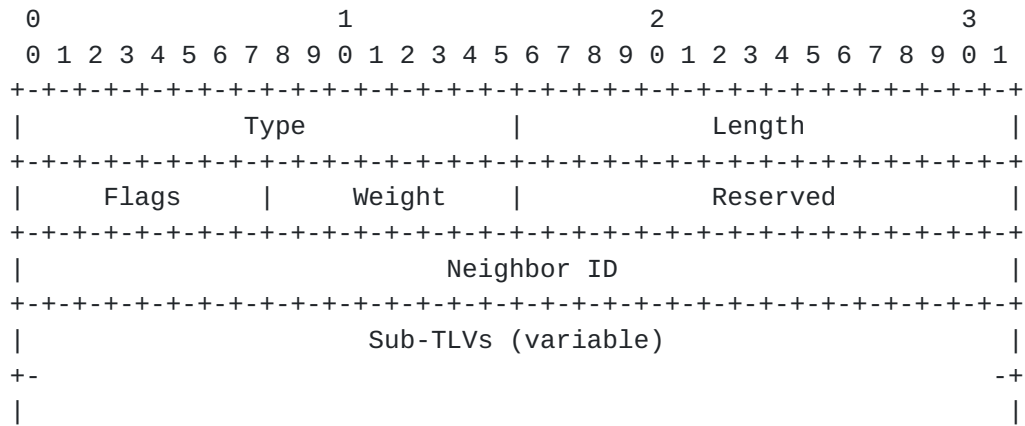 0                   1                   2                   3
 0 1 2 3 4 5 6 7 8 9 0 1 2 3 4 5 6 7 8 9 0 1 2 3 4 5 6 7 8 9 0 1
+-+-+-+-+-+-+-+-+-+-+-+-+-+-+-+-+-+-+-+-+-+-+-+-+-+-+-+-+-+-+-+-+
|              Type             |            Length             |
+-+-+-+-+-+-+-+-+-+-+-+-+-+-+-+-+-+-+-+-+-+-+-+-+-+-+-+-+-+-+-+-+
|     Flags     |     Weight    |            Reserved           |
+-+-+-+-+-+-+-+-+-+-+-+-+-+-+-+-+-+-+-+-+-+-+-+-+-+-+-+-+-+-+-+-+
|                           Neighbor ID                         |
+-+-+-+-+-+-+-+-+-+-+-+-+-+-+-+-+-+-+-+-+-+-+-+-+-+-+-+-+-+-+-+-+
|                      Sub-TLVs (variable)                      |
+-                                                             -+
|                                                               |